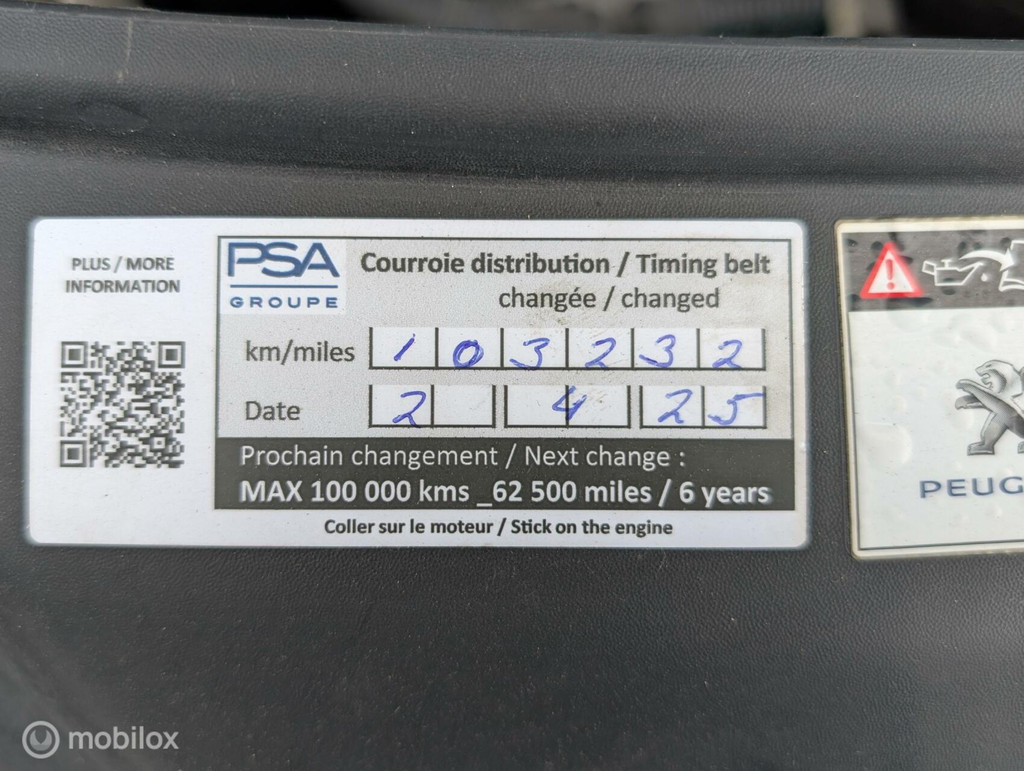 PLUS / MORE
INFORMATION
PSA
GROUPE
Courroie distribution / Timing belt
changée / changed
km/miles 1 0 3 2 3 2
Date 2 4 2 5
Prochain changement / Next change :
MAX 100 000 kms _62 500 miles / 6 years
Coller sur le moteur / Stick on the engine
PEUG
mobilox